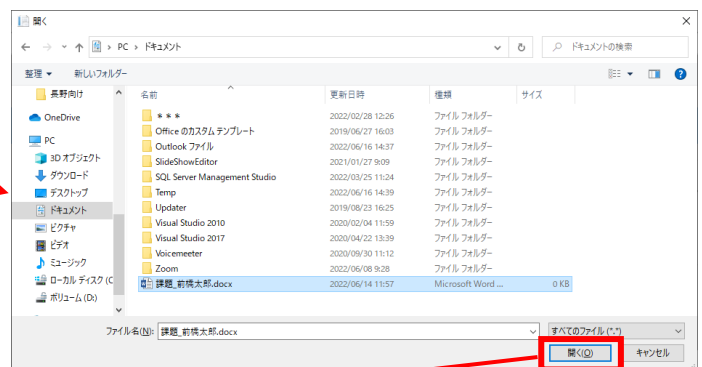 開く
PC › ドキュメント
ドキュメントの検索
整理 新しいフォルダー
名前 更新日時 種類 サイズ
長野向け
OneDrive
PC
3D オブジェクト
ダウンロード
デスクトップ
ドキュメント
ピクチャ
ビデオ
ミュージック
ローカル ディスク (C
ボリューム (D:)
* * * 2022/02/28 12:26 ファイル フォルダー
Office のカスタム テンプレート 2019/06/27 16:03 ファイル フォルダー
Outlook ファイル 2022/06/16 14:37 ファイル フォルダー
SlideShowEditor 2021/01/27 9:09 ファイル フォルダー
SQL Server Management Studio 2022/03/25 11:24 ファイル フォルダー
Temp 2022/06/16 14:39 ファイル フォルダー
Updater 2019/08/23 16:25 ファイル フォルダー
Visual Studio 2010 2020/02/04 11:59 ファイル フォルダー
Visual Studio 2017 2020/04/22 13:39 ファイル フォルダー
Voicemeeter 2020/09/30 11:12 ファイル フォルダー
Zoom 2022/06/08 9:28 ファイル フォルダー
課題_前橋太郎.docx 2022/06/14 11:57 Microsoft Word ... 0 KB
ファイル名(N): 課題_前橋太郎.docx すべてのファイル (*.*)
開く(O) キャンセル